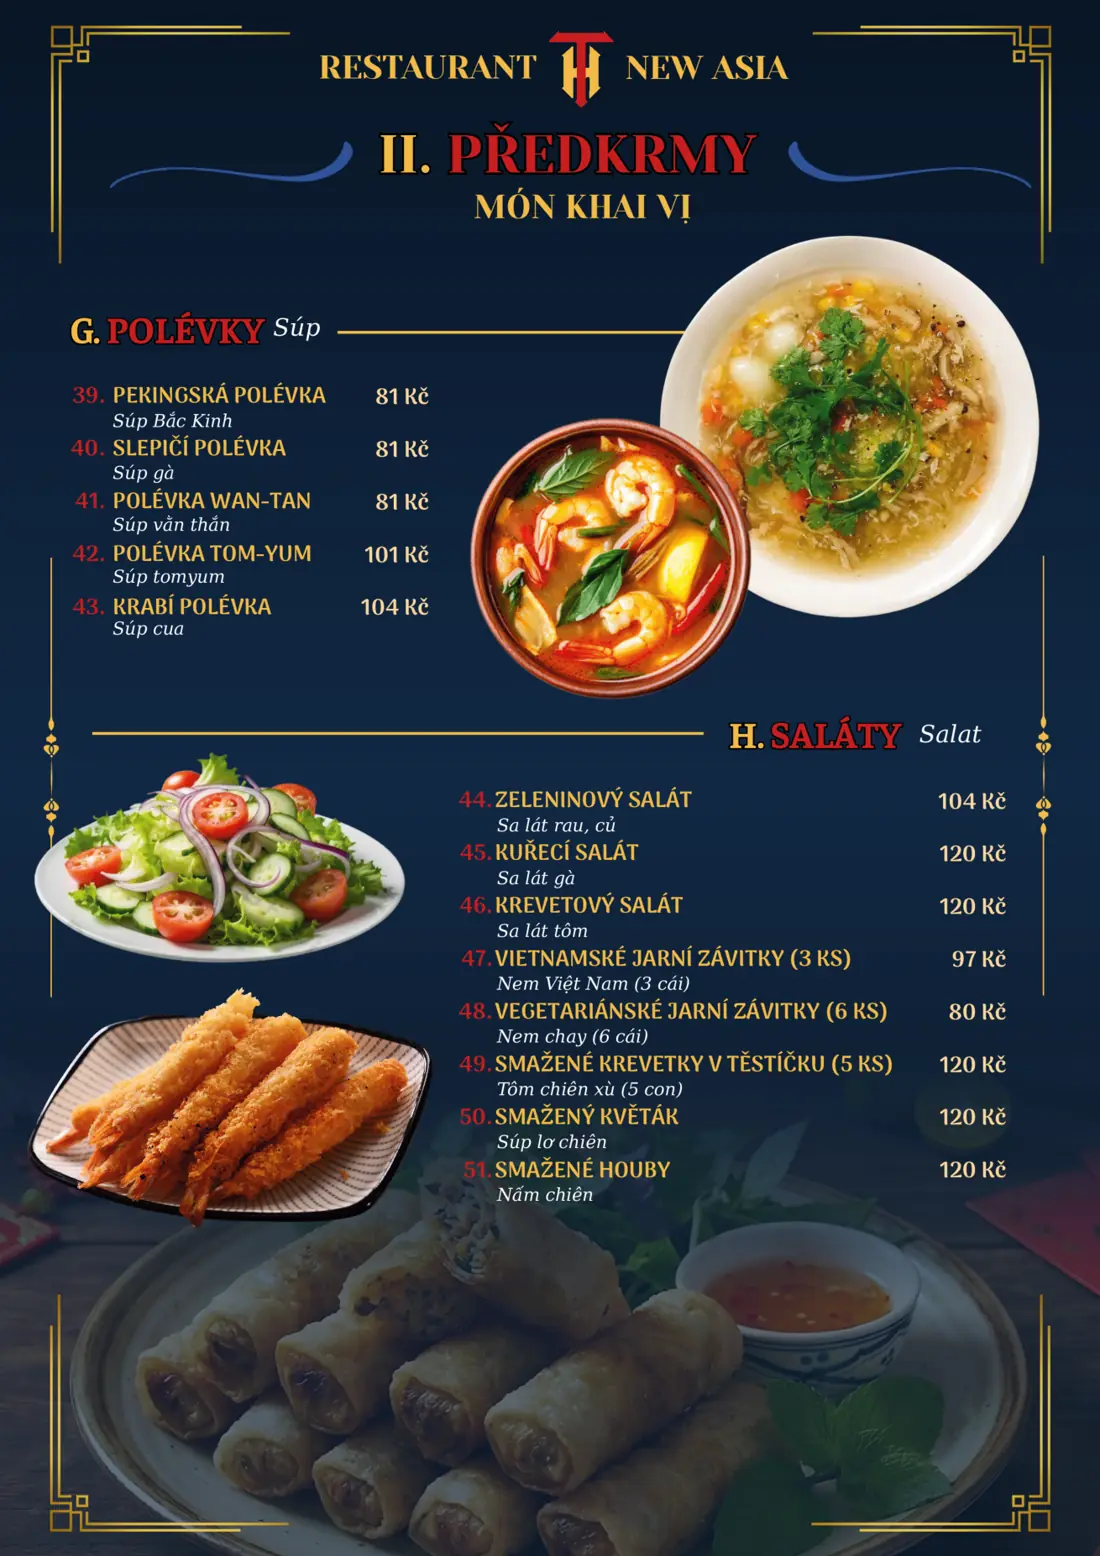 RESTAURANT TH NEW ASIA
II. PŘEDKRMY
MÓN KHAI VỊ
G. POLÉVKY Súp
39. PEKINGSKÁ POLÉVKA 81 Kč
Súp Bắc Kinh
40. SLEPIČÍ POLÉVKA 81 Kč
Súp gà
41. POLÉVKA WAN-TAN 81 Kč
Súp vằn thắn
42. POLÉVKA TOM-YUM 101 Kč
Súp tomyum
43. KRABÍ POLÉVKA 104 Kč
Súp cua
H. SALÁTY Salat
44. ZELENINOVÝ SALÁT 104 Kč
Sa lát rau, củ
45. KUŘECÍ SALÁT 120 Kč
Sa lát gà
46. KREVETOVÝ SALÁT 120 Kč
Sa lát tôm
47. VIETNAMSKÉ JARNÍ ZÁVITKY (3 KS) 97 Kč
Nem Việt Nam (3 cái)
48. VEGETARIÁNSKÉ JARNÍ ZÁVITKY (6 KS) 80 Kč
Nem chay (6 cái)
49. SMAŽENÉ KREVETKY V TĚSTÍČKU (5 KS) 120 Kč
Tôm chiên xù (5 con)
50. SMAŽENÝ KVĚTÁK 120 Kč
Súp lơ chiên
51. SMAŽENÉ HOUBY 120 Kč
Nấm chiên